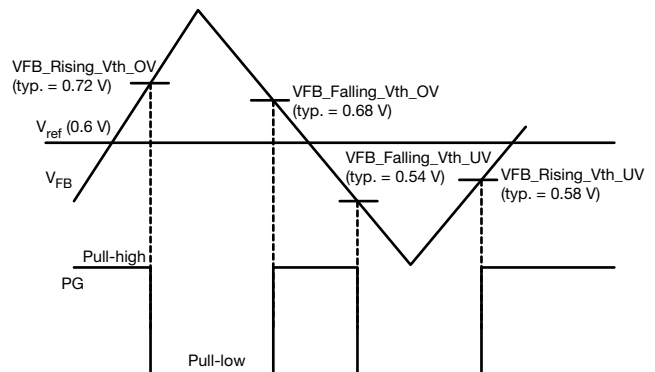 VFB_Rising_Vth_OV
(typ. = 0.72 V)
VFB_Falling_Vth_OV
(typ. = 0.68 V)
Vref (0.6 V)
VFB_Falling_Vth_UV
(typ. = 0.54 V)
VFB_Rising_Vth_UV
(typ. = 0.58 V)
VFB
Pull-high
PG
Pull-low